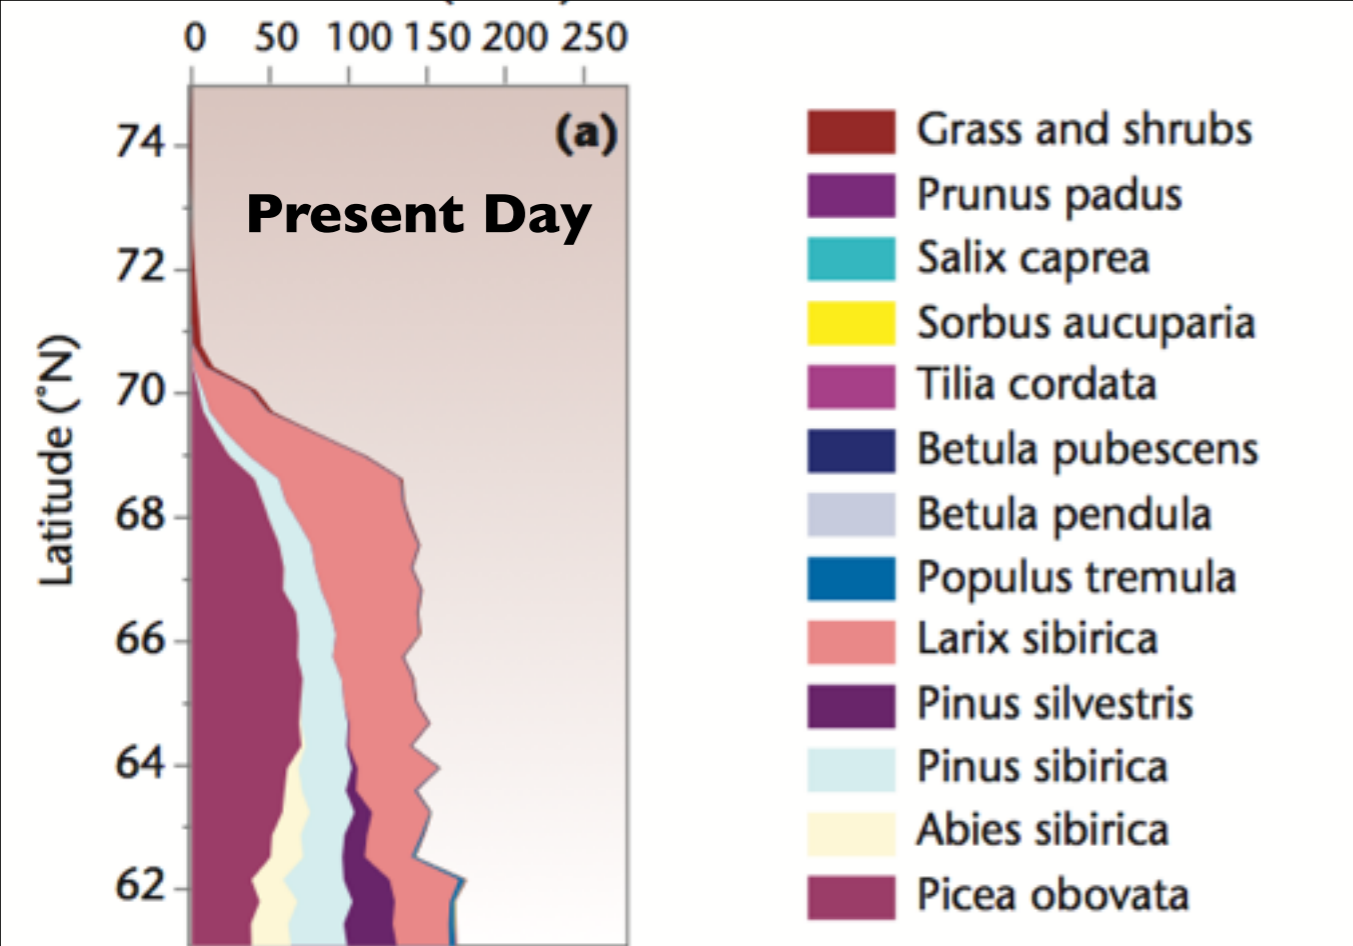 0 50 100 150 200 250
(a)
Present Day
74
72
70
68
66
64
62
Latitude (°N)
Grass and shrubs
Prunus padus
Salix caprea
Sorbus aucuparia
Tilia cordata
Betula pubescens
Betula pendula
Populus tremula
Larix sibirica
Pinus silvestris
Pinus sibirica
Abies sibirica
Picea obovata